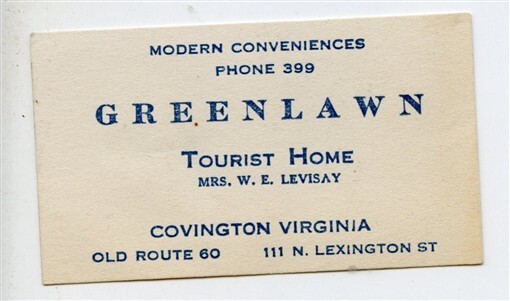 MODERN CONVENIENCES
PHONE 399
GREENLAWN
TOURIST HOME
MRS. W. E. LEVISAY
COVINGTON VIRGINIA
OLD ROUTE 60 111 N. LEXINGTON ST